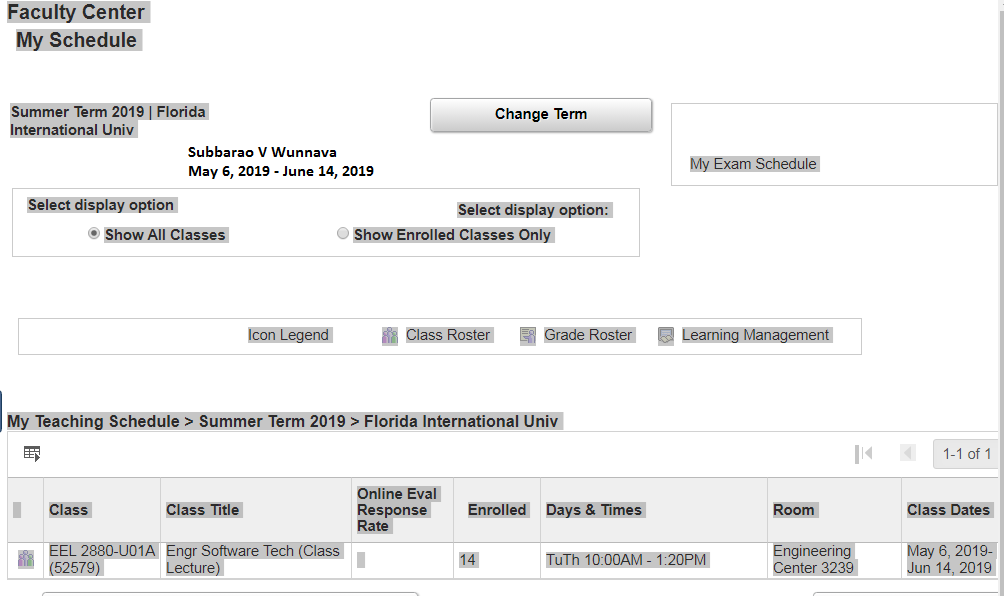 Faculty Center
My Schedule
Summer Term 2019 | Florida
International Univ
Change Term
My Exam Schedule
Subbarao V Wunnava
May 6, 2019 - June 14, 2019
Select display option
Select display option:
Show All Classes
Show Enrolled Classes Only
Icon Legend
Class Roster
Grade Roster
Learning Management
My Teaching Schedule > Summer Term 2019 > Florida International Univ
1-1 of 1
Class
Class Title
Online Eval
Response
Rate
Enrolled
Days & Times
Room
Class Dates
EEL 2880-U01A
(52579)
Engr Software Tech (Class
Lecture)
14
TuTh 10:00AM - 1:20PM
Engineering
Center 3239
May 6, 2019-
Jun 14, 2019